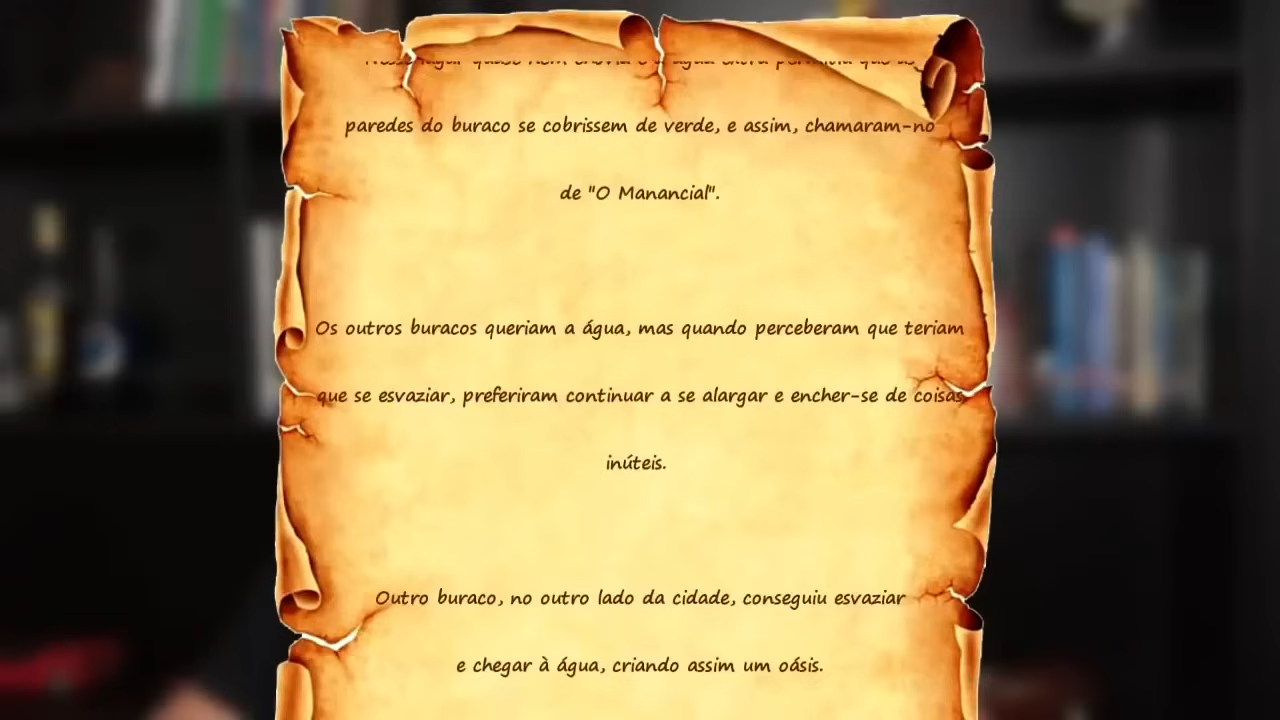 paredes do buraco se cobrissem de verde, e assim, chamaram-no
de "O Manancial".
Os outros buracos queriam a água, mas quando perceberam que teriam
que se esvaziar, preferiram continuar a se alargar e encher-se de coisas
inúteis.
Outro buraco, no outro lado da cidade, conseguiu esvaziar
e chegar à água, criando assim um oásis.